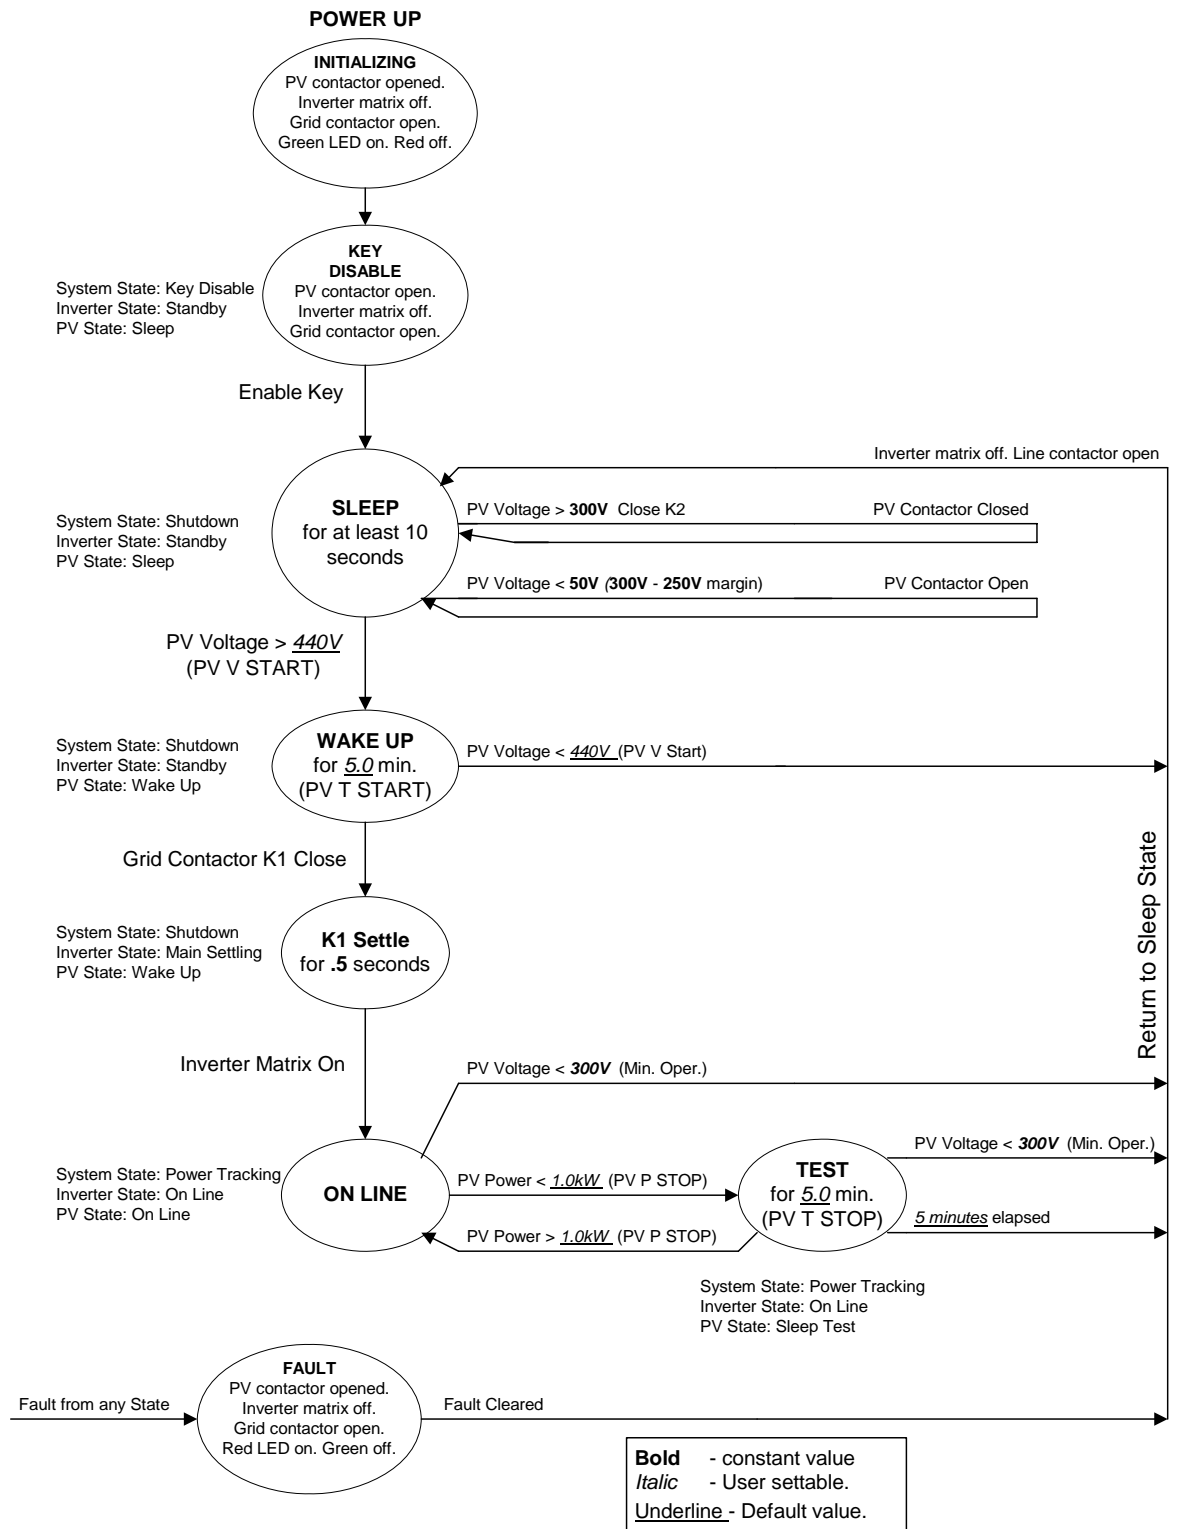 POWER UP
INITIALIZING
PV contactor opened.
Inverter matrix off.
Grid contactor open.
Green LED on. Red off.
KEY
DISABLE
PV contactor open.
Inverter matrix off.
Grid contactor open.
System State: Key Disable
Inverter State: Standby
PV State: Sleep
Enable Key
Inverter matrix off. Line contactor open
SLEEP
for at least 10
seconds
System State: Shutdown
Inverter State: Standby
PV State: Sleep
PV Voltage > 300V Close K2
PV Contactor Closed
PV Voltage < 50V (300V - 250V margin)
PV Contactor Open
PV Voltage > 440V
(PV V START)
WAKE UP
for 5.0 min.
(PV T START)
System State: Shutdown
Inverter State: Standby
PV State: Wake Up
PV Voltage < 440V (PV V Start)
Grid Contactor K1 Close
Return to Sleep State
K1 Settle
for .5 seconds
System State: Shutdown
Inverter State: Main Settling
PV State: Wake Up
Inverter Matrix On
PV Voltage < 300V (Min. Oper.)
ON LINE
System State: Power Tracking
Inverter State: On Line
PV State: On Line
PV Power < 1.0kW (PV P STOP)
PV Power > 1.0kW (PV P STOP)
TEST
for 5.0 min.
(PV T STOP)
PV Voltage < 300V (Min. Oper.)
5 minutes elapsed
System State: Power Tracking
Inverter State: On Line
PV State: Sleep Test
Fault from any State
FAULT
PV contactor opened.
Inverter matrix off.
Grid contactor open.
Red LED on. Green off.
Fault Cleared
Bold - constant value
Italic - User settable.
Underline - Default value.